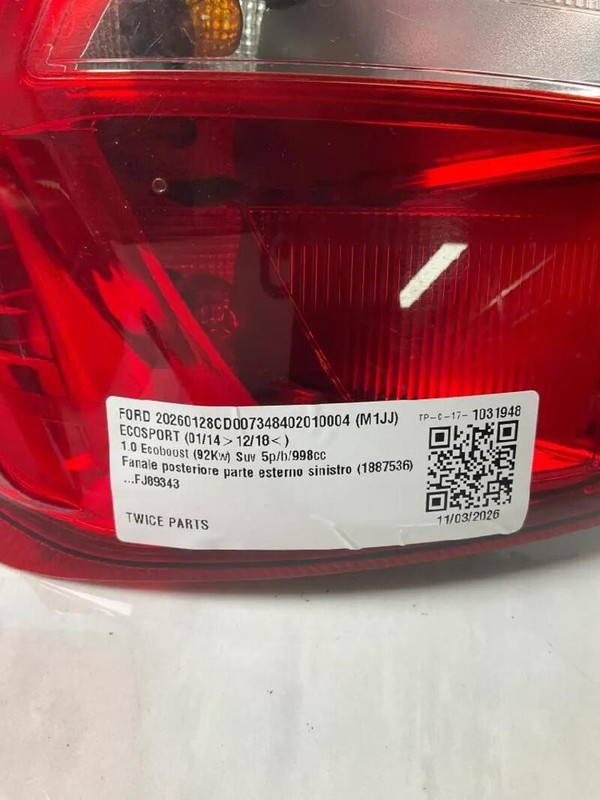 FORD 20260128CD007348402010004 (M1JJ)
ECOSPORT (01/14 > 12/18< )
1.0 Ecoboost (92Kw) Suv 5p/b/998cc
Fanale posteriore parte esterno sinistro (1887536)
...FJ89343
TWICE PARTS
TP-c-17- 1031948
11/03/2026